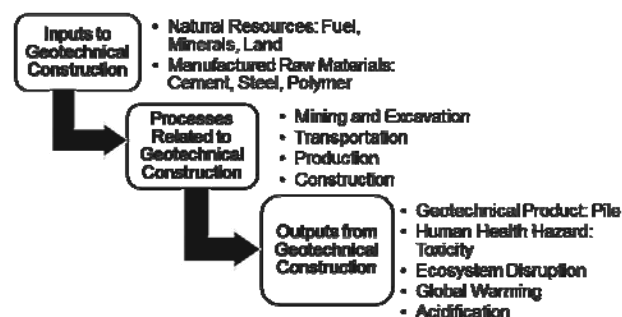 Inputs to
Geotechnical
Construction
• Natural Resources: Fuel,
Minerals, Land
• Manufactured Raw Materials:
Cement, Steel, Polymer
Processes
Related to
Geotechnical
Construction
• Mining and Excavation
• Transportation
• Production
• Construction
Outputs from
Geotechnical
Construction
• Geotechnical Product: Pile
• Human Health Hazard:
Toxicity
• Ecosystem Disruption
• Global Warming
• Acidification